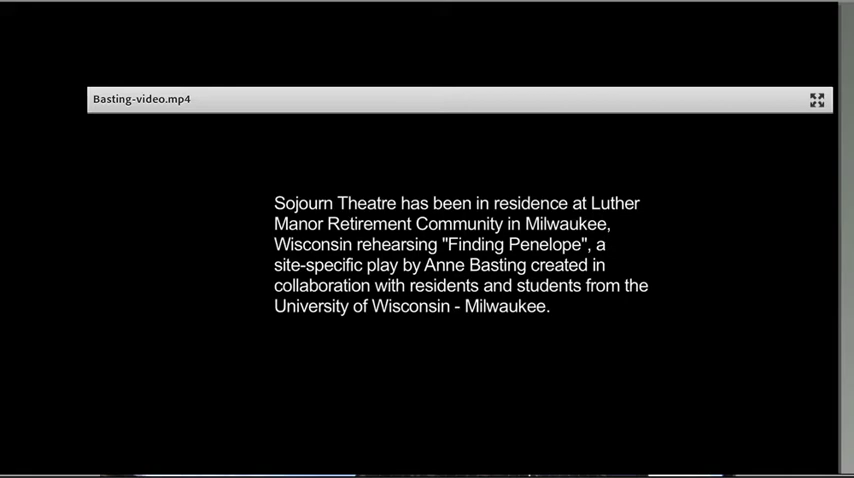 Basting-video.mp4
Sojourn Theatre has been in residence at Luther
Manor Retirement Community in Milwaukee,
Wisconsin rehearsing "Finding Penelope", a
site-specific play by Anne Basting created in
collaboration with residents and students from the
University of Wisconsin - Milwaukee.